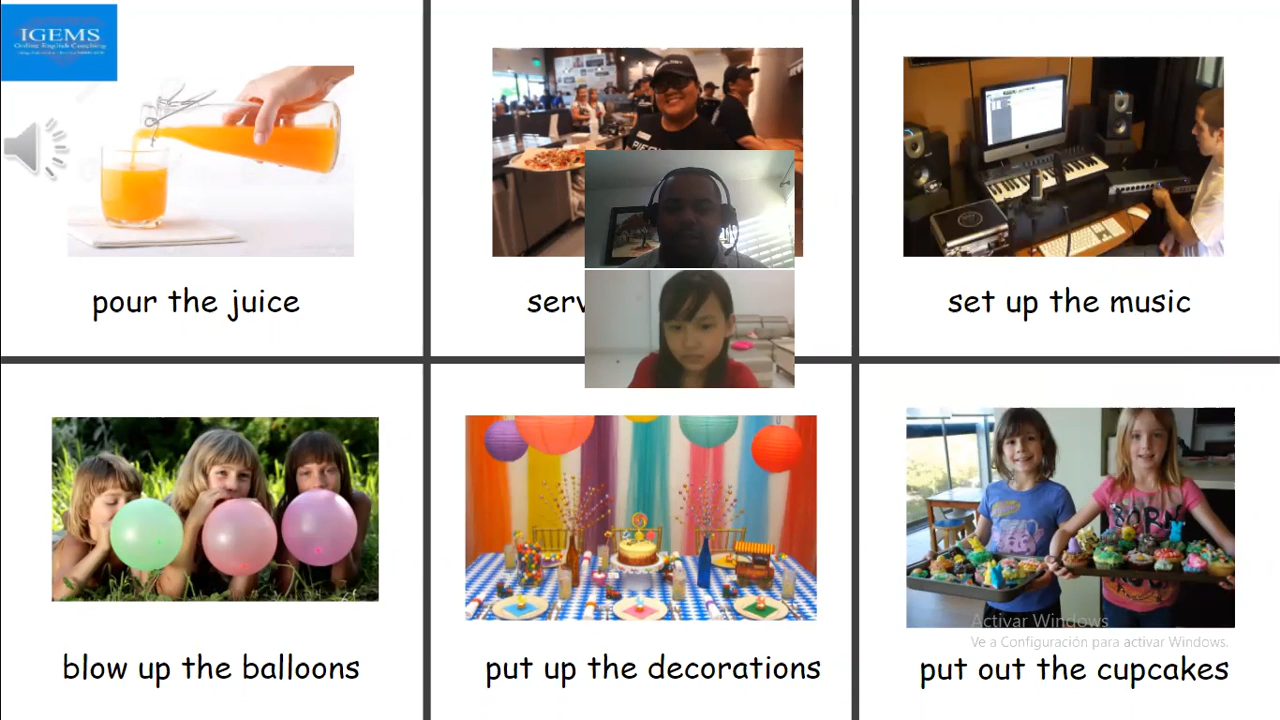 IGEMS
Online English Coaching
pour the juice
set up the music
blow up the balloons
put up the decorations
put out the cupcakes
Activar Windows
Ve a Configuración para activar Windows.